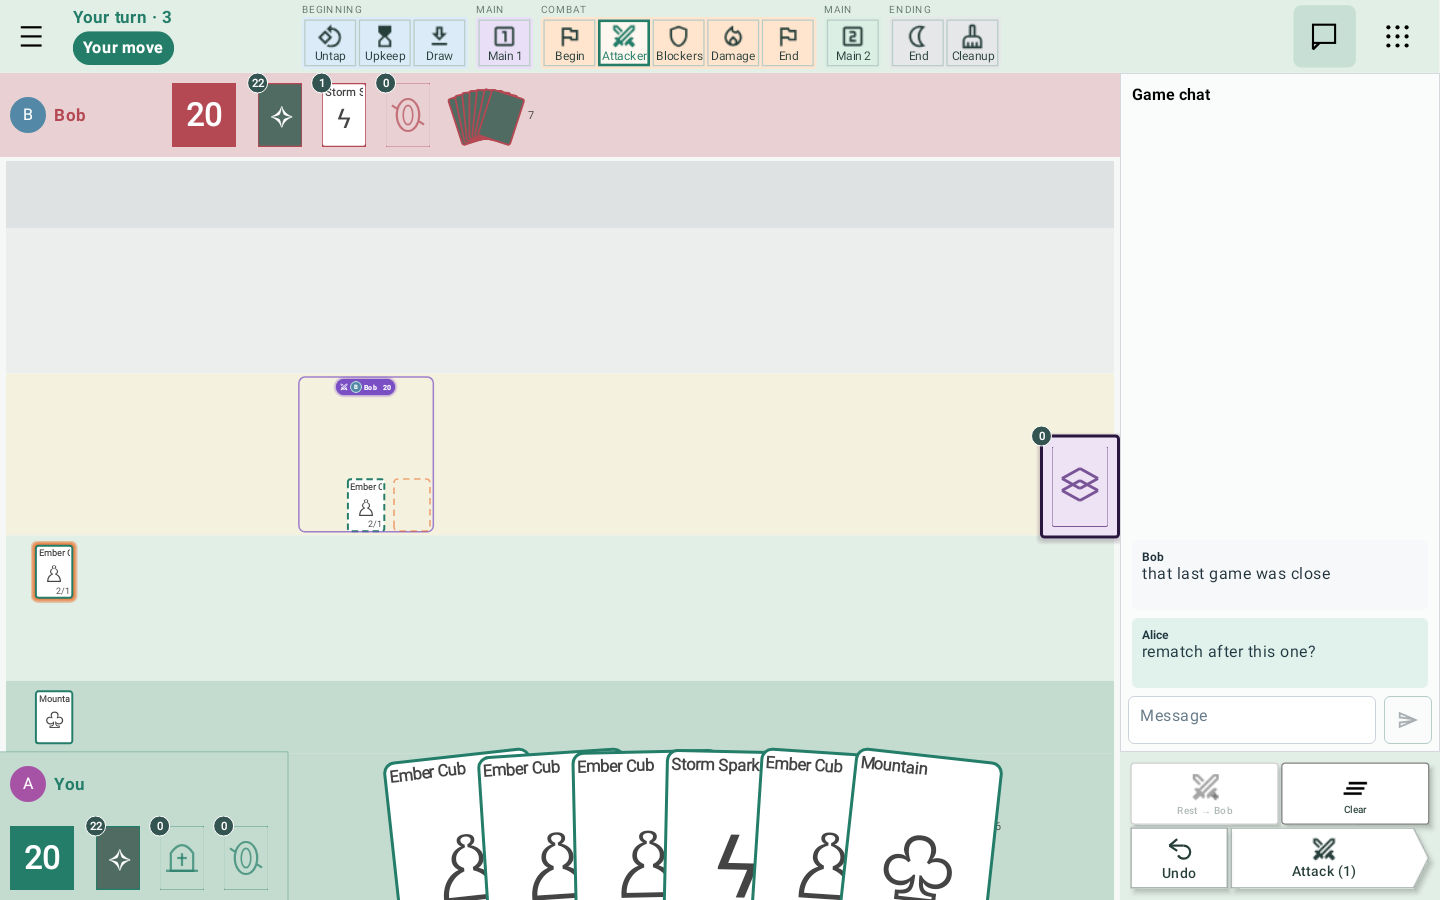 Your turn · 3
Your move
BEGINNING
MAIN
COMBAT
MAIN
ENDING
Untap
Upkeep
Draw
1
Main 1
Begin
Attacker
Blockers
Damage
End
2
Main 2
End
Cleanup
B
Bob
20
22
1
Storm S
0
7
Game chat
B
Bob
20
Ember C
2/1
0
Ember C
2/1
Bob
that last game was close
Alice
rematch after this one?
Message
Mounta
A
You
20
22
0
0
Ember Cub
Ember Cub
Ember Cub
Storm Spark
Ember Cub
Mountain
6
Rest → Bob
Clear
Undo
Attack (1)